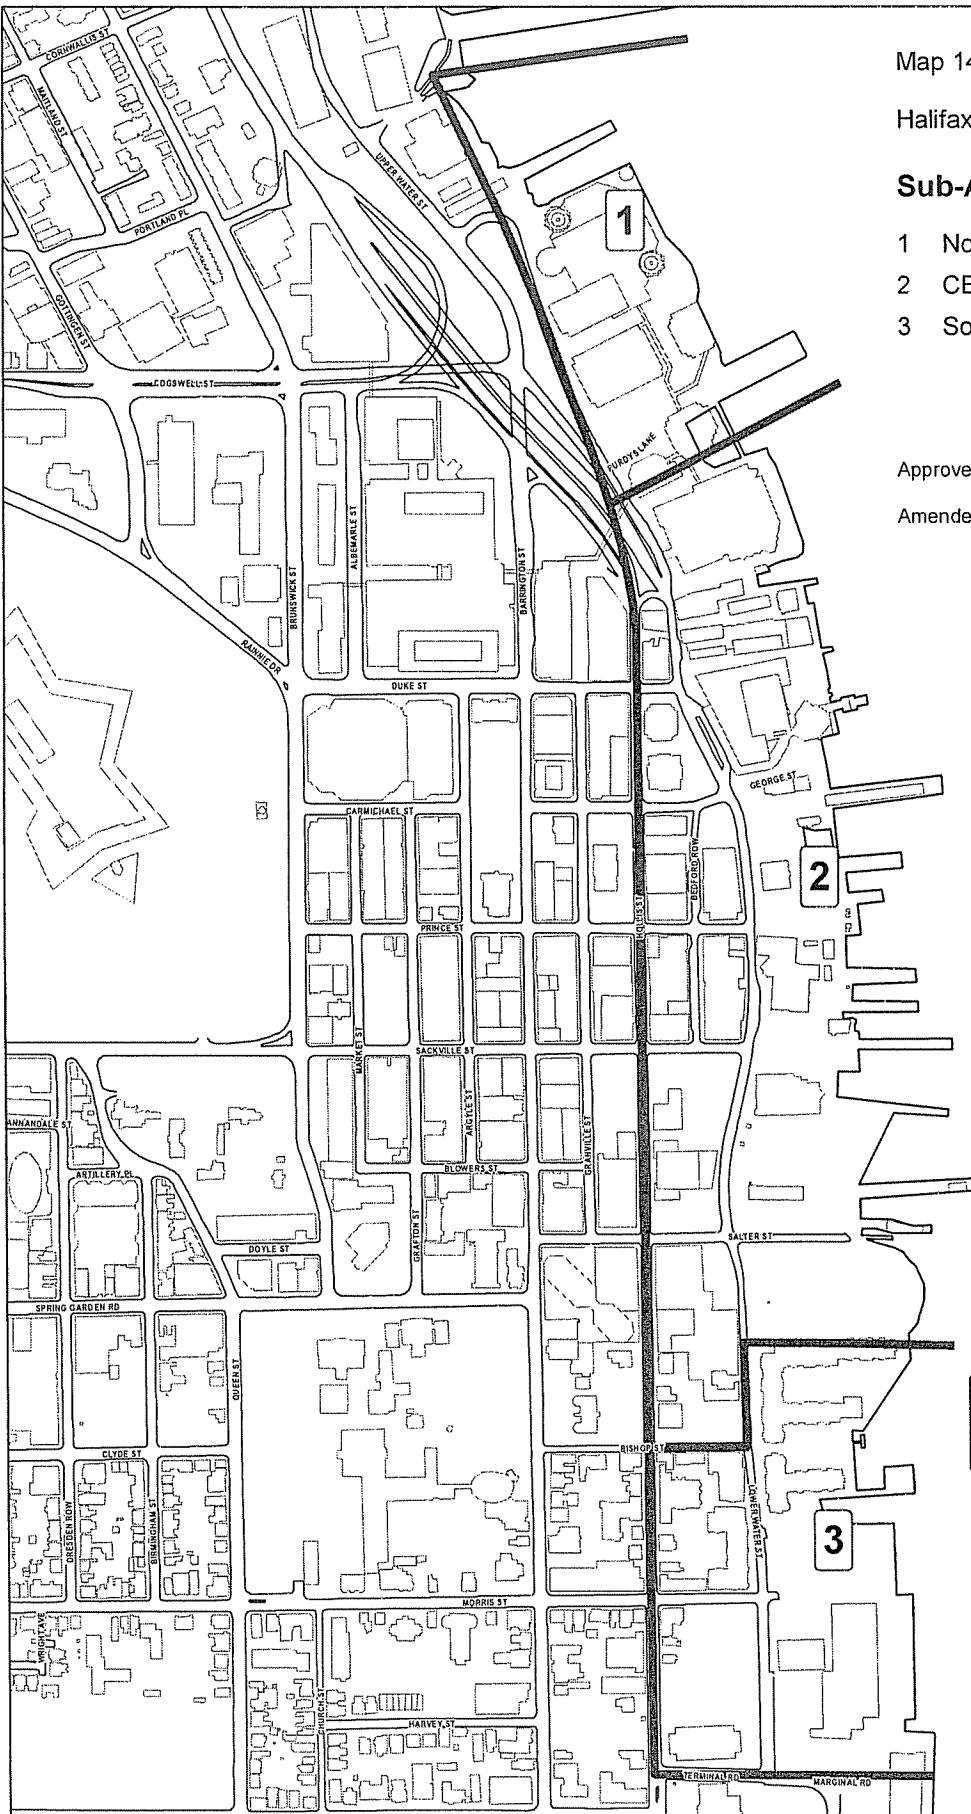 Map 14
Halifax
Sub-A
1 No
2 CE
3 So
Approve
Amende
CORNWALLIS ST
MAITLAND ST
UPPER WATER ST
1
PORTLAND PL
GOTTINGEN ST
COGSWELL ST
PURDYS LANE
ALBEMARLE ST
BARRINGTON ST
BRUNSWICK ST
RAINNIE DR
DUKE ST
GEORGE ST
CARMICHAEL ST
BEDFORD ROW
2
HOLLIS ST
PRINCE ST
MARKET ST
SACKVILLE ST
ARGYLE ST
GRANVILLE ST
ANNANDALE ST
BLOWERS ST
ARTILLERY PL
GRAFTON ST
SALTER ST
DOYLE ST
SPRING GARDEN RD
QUEEN ST
BISHOP ST
CLYDE ST
LOWER WATER ST
DRESDEN ROW
BIRMINGHAM ST
3
MORRIS ST
WRIGHT AVE
CHURCH ST
HARVEY ST
TERMINAL RD
MARGINAL RD